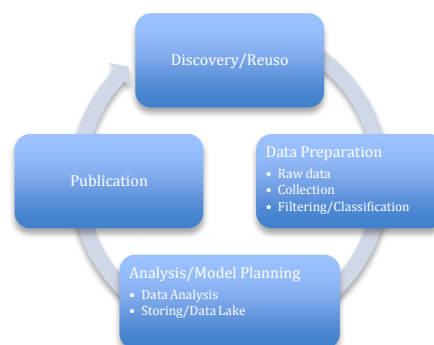 Discovery/Reuso
Data Preparation
• Raw data
• Collection
• Filtering/Classification
Analysis/Model Planning
• Data Analysis
• Storing/Data Lake
Publication